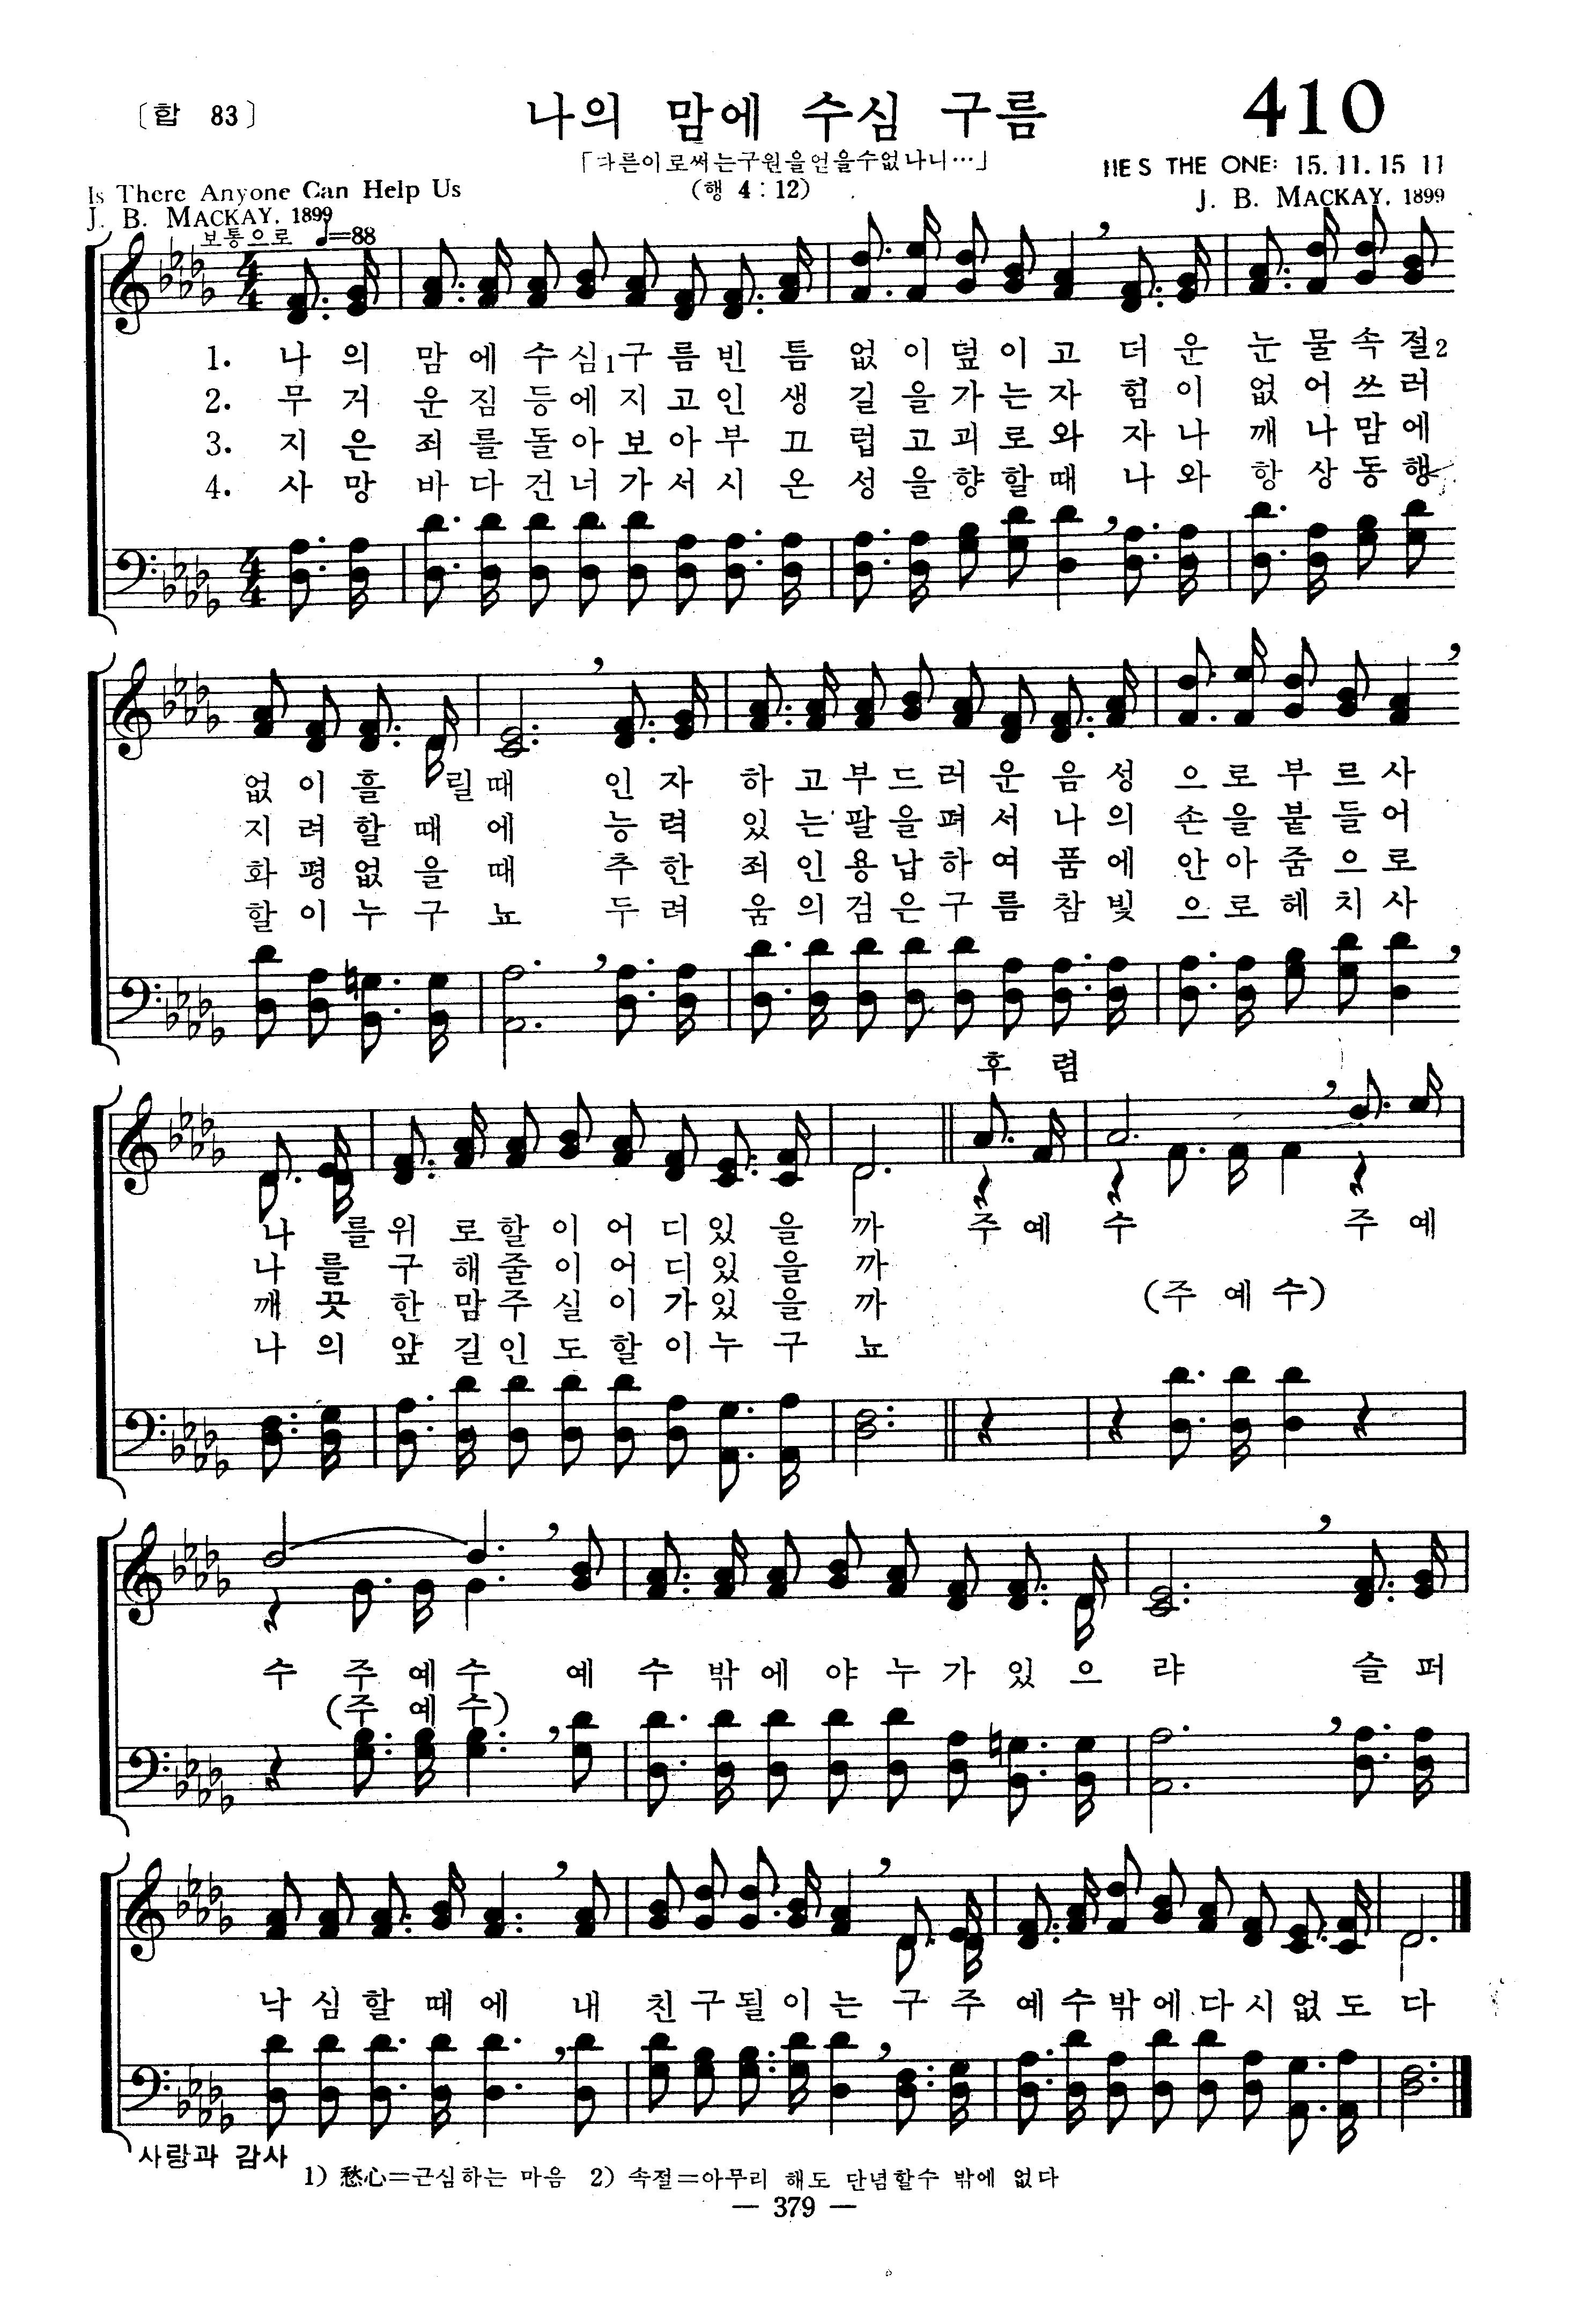 〔합 83〕
나의 맘에 수심 구름
410
「다른이로써는구원을얻을수없나니…」
(행 4 : 12)
HE'S THE ONE: 15. 11. 15 11
J. B. MACKAY. 1899
Is There Anyone Can Help Us
J. B. MACKAY. 1899
보통으로 ♩=88
1. 나 의 맘 에 수 심1구 름 빈 틈 없 이 덮 이 고 더 운 눈 물 속 절2
2. 무 거 운 짐 등 에 지 고 인 생 길 을 가 는 자 힘 이 없 어 쓰 러
3. 지 은 죄 를 돌 아 보 아 부 끄 럽 고 괴 로 와 자 나 깨 나 맘 에
4. 사 망 바 다 건 너 가 서 시 온 성 을 향 할 때 나 와 항 상 동 행
없 이 흘 릴 때 인 자 하 고 부 드 러 운 음 성 으 로 부 르 사
지 려 할 때 에 능 력 있 는 팔 을 펴 서 나 의 손 을 붙 들 어
화 평 없 을 때 추 한 죄 인 용 납 하 여 품 에 안 아 줌 으 로
할 이 누 구 뇨 두 려 움 의 검 은 구 름 참 빛 으 로 헤 치 사
후 렴
나 를 위 로 할 이 어 디 있 을 까 주 예 수 주 예
나 를 구 해 줄 이 어 디 있 을 까
깨 끗 한 맘 주 실 이 가 있 을 까 (주 예 수)
나 의 앞 길 인 도 할 이 누 구 뇨
수 주 예 수 예 수 밖 에 야 누 가 있 으 랴 슬 퍼
(주 예 수)
낙 심 할 때 에 내 친 구 될 이 는 구 주 예 수 밖 에 다 시 없 도 다
사랑과 감사
1) 愁心=근심하는 마음 2) 속절=아무리 해도 단념할수 밖에 없다
— 379 —